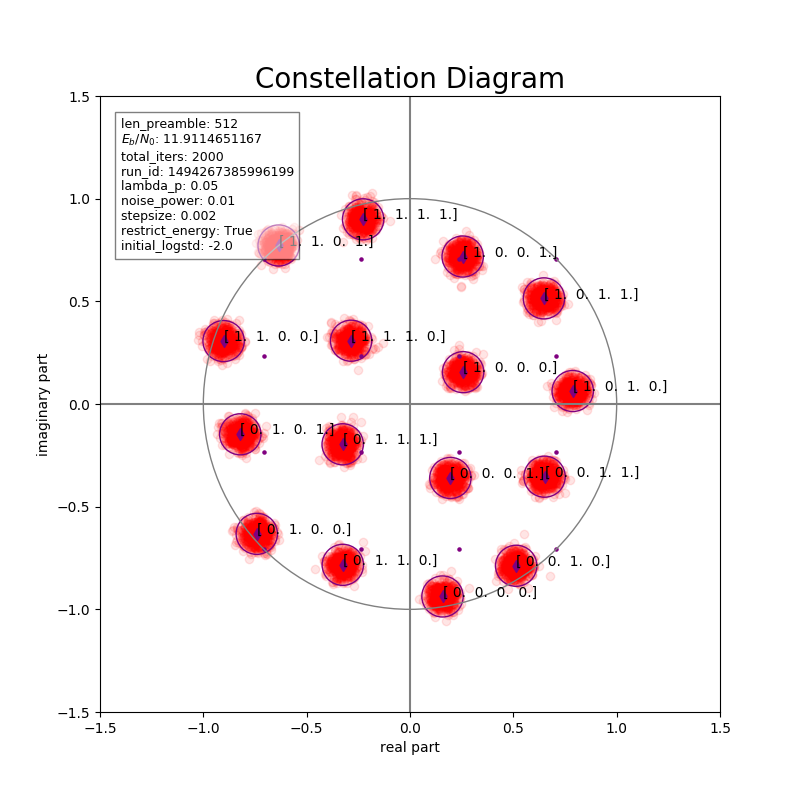 Constellation Diagram
1.5
len_preamble: 512
E_b/N_0: 11.9114651167
total_iters: 2000
run_id: 1494267385996199
lambda_p: 0.05
noise_power: 0.01
stepsize: 0.002
restrict_energy: True
initial_logstd: -2.0
1.0
[ 1. 1. 1. 1.]
[ 1. 1. 0. 1.]
[ 1. 0. 0. 1.]
[ 1. 0. 1. 1.]
0.5
[ 1. 1. 0. 0.]
[ 1. 1. 1. 0.]
[ 1. 0. 0. 0.]
[ 1. 0. 1. 0.]
0.0
imaginary part
[ 0. 1. 0. 1.]
[ 0. 1. 1. 1.]
[ 0. 0. 0. 1.]
[ 0. 0. 1. 1.]
−0.5
[ 0. 1. 0. 0.]
[ 0. 1. 1. 0.]
[ 0. 0. 1. 0.]
[ 0. 0. 0. 0.]
−1.0
−1.5
−1.5 −1.0 −0.5 0.0 0.5 1.0 1.5
real part